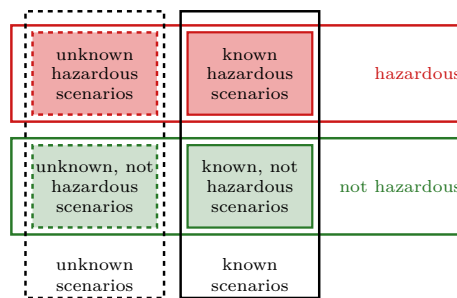 unknown
hazardous
scenarios
known
hazardous
scenarios
hazardous
unknown, not
hazardous
scenarios
known, not
hazardous
scenarios
not hazardous
unknown
scenarios
known
scenarios